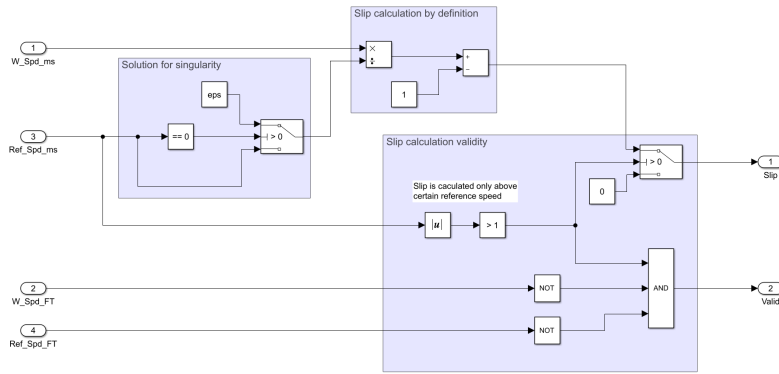 Slip calculation by definition
1
W_Spd_ms
×
÷
+
−
1
Solution for singularity
eps
== 0
> 0
3
Ref_Spd_ms
Slip calculation validity
> 0
1
Slip
0
Slip is caculated only above
certain reference speed
|u|
> 1
2
W_Spd_FT
NOT
AND
2
Valid
4
Ref_Spd_FT
NOT